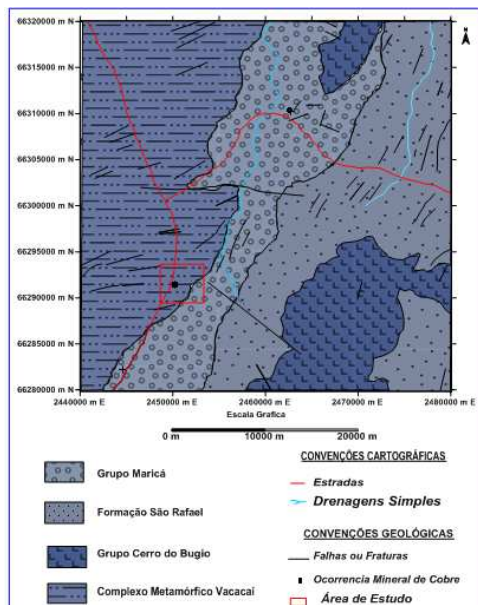 66320000 m N
66315000 m N
66310000 m N
66305000 m N
66300000 m N
66295000 m N
66290000 m N
66285000 m N
66280000 m N
N
2440000 m E
2450000 m E
2460000 m E
2470000 m E
2480000 m E
Escala Grafica
0 m
10000 m
20000 m
Grupo Maricá
Formação São Rafael
Grupo Cerro do Bugio
Complexo Metamórfico Vacacaí
CONVENÇÕES CARTOGRÁFICAS
Estradas
Drenagens Simples
CONVENÇÕES GEOLÓGICAS
Falhas ou Fraturas
Ocorrencia Mineral de Cobre
Área de Estudo